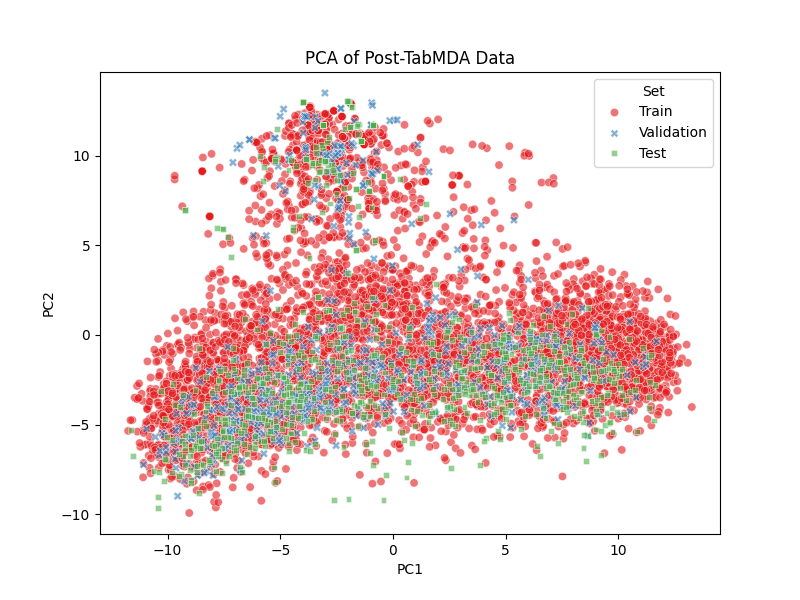 PCA of Post-TabMDA Data
Set
Train
Validation
Test
10
5
0
−5
−10
PC2
−10
−5
0
5
10
PC1